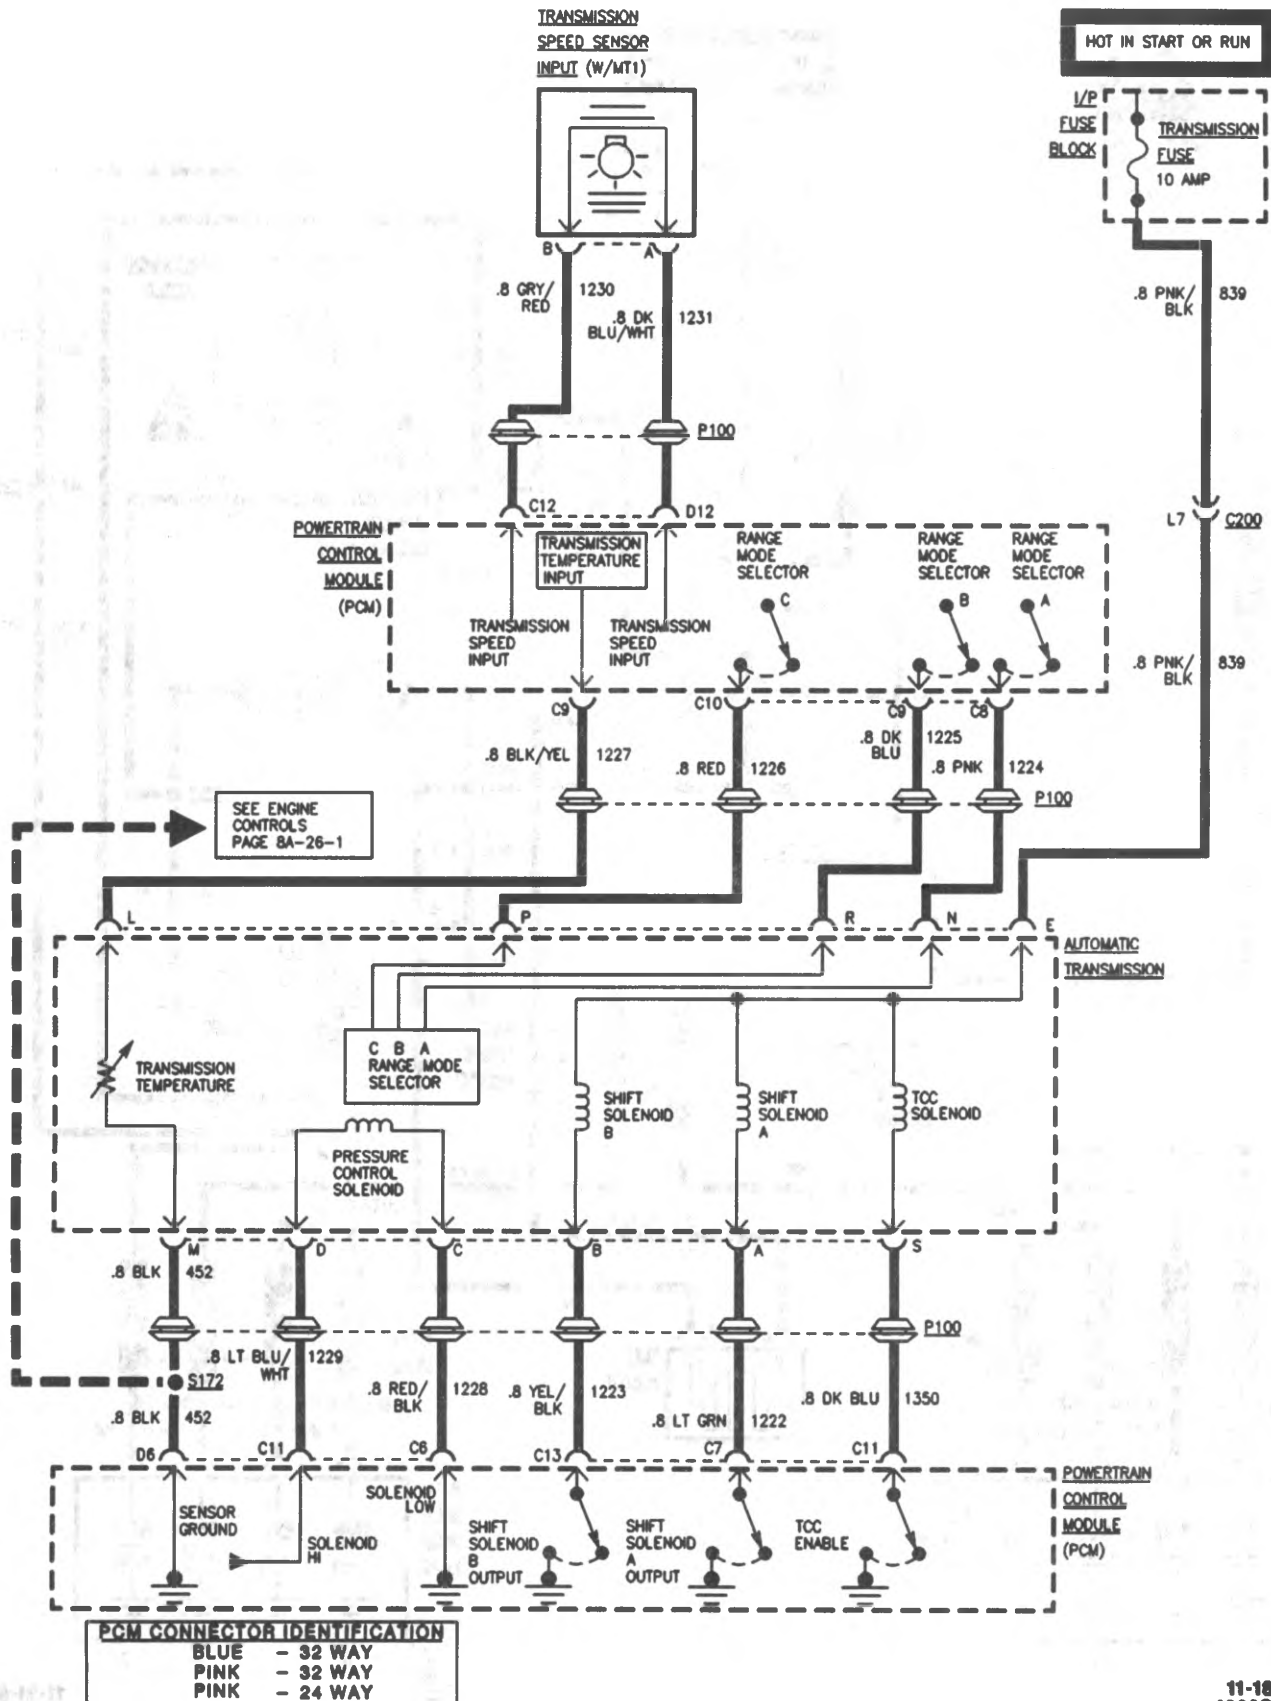 TRANSMISSION
SPEED SENSOR
INPUT (W/MT1)
HOT IN START OR RUN
I/P
FUSE
BLOCK
TRANSMISSION
FUSE
10 AMP
B
A
.8 GRY/
RED
1230
.8 DK
BLU/WHT
1231
.8 PNK/
BLK
839
P100
C12
D12
L7
C200
POWERTRAIN
CONTROL
MODULE
(PCM)
TRANSMISSION
TEMPERATURE
INPUT
RANGE
MODE
SELECTOR
C
RANGE
MODE
SELECTOR
B
RANGE
MODE
SELECTOR
A
TRANSMISSION
SPEED
INPUT
TRANSMISSION
SPEED
INPUT
.8 PNK/
BLK
839
C9
C10
C9
C8
.8 BLK/YEL
1227
.8 RED
1226
.8 DK
BLU
1225
.8 PNK
1224
P100
SEE ENGINE
CONTROLS
PAGE 8A-26-1
L
P
R
N
E
AUTOMATIC
TRANSMISSION
C B A
RANGE MODE
SELECTOR
TRANSMISSION
TEMPERATURE
PRESSURE
CONTROL
SOLENOID
SHIFT
SOLENOID
B
SHIFT
SOLENOID
A
TCC
SOLENOID
M
D
C
B
A
S
.8 BLK
452
P100
.8 LT BLU/
WHT
1229
S172
.8 RED/
BLK
1228
.8 YEL/
BLK
1223
.8 LT GRN
1222
.8 DK BLU
1350
.8 BLK
452
D6
C11
C6
C13
C7
C11
SENSOR
GROUND
SOLENOID
HI
SOLENOID
LOW
SHIFT
SOLENOID
B
OUTPUT
SHIFT
SOLENOID
A
OUTPUT
TCC
ENABLE
POWERTRAIN
CONTROL
MODULE
(PCM)
PCM CONNECTOR IDENTIFICATION
BLUE - 32 WAY
PINK - 32 WAY
PINK - 24 WAY
11-18